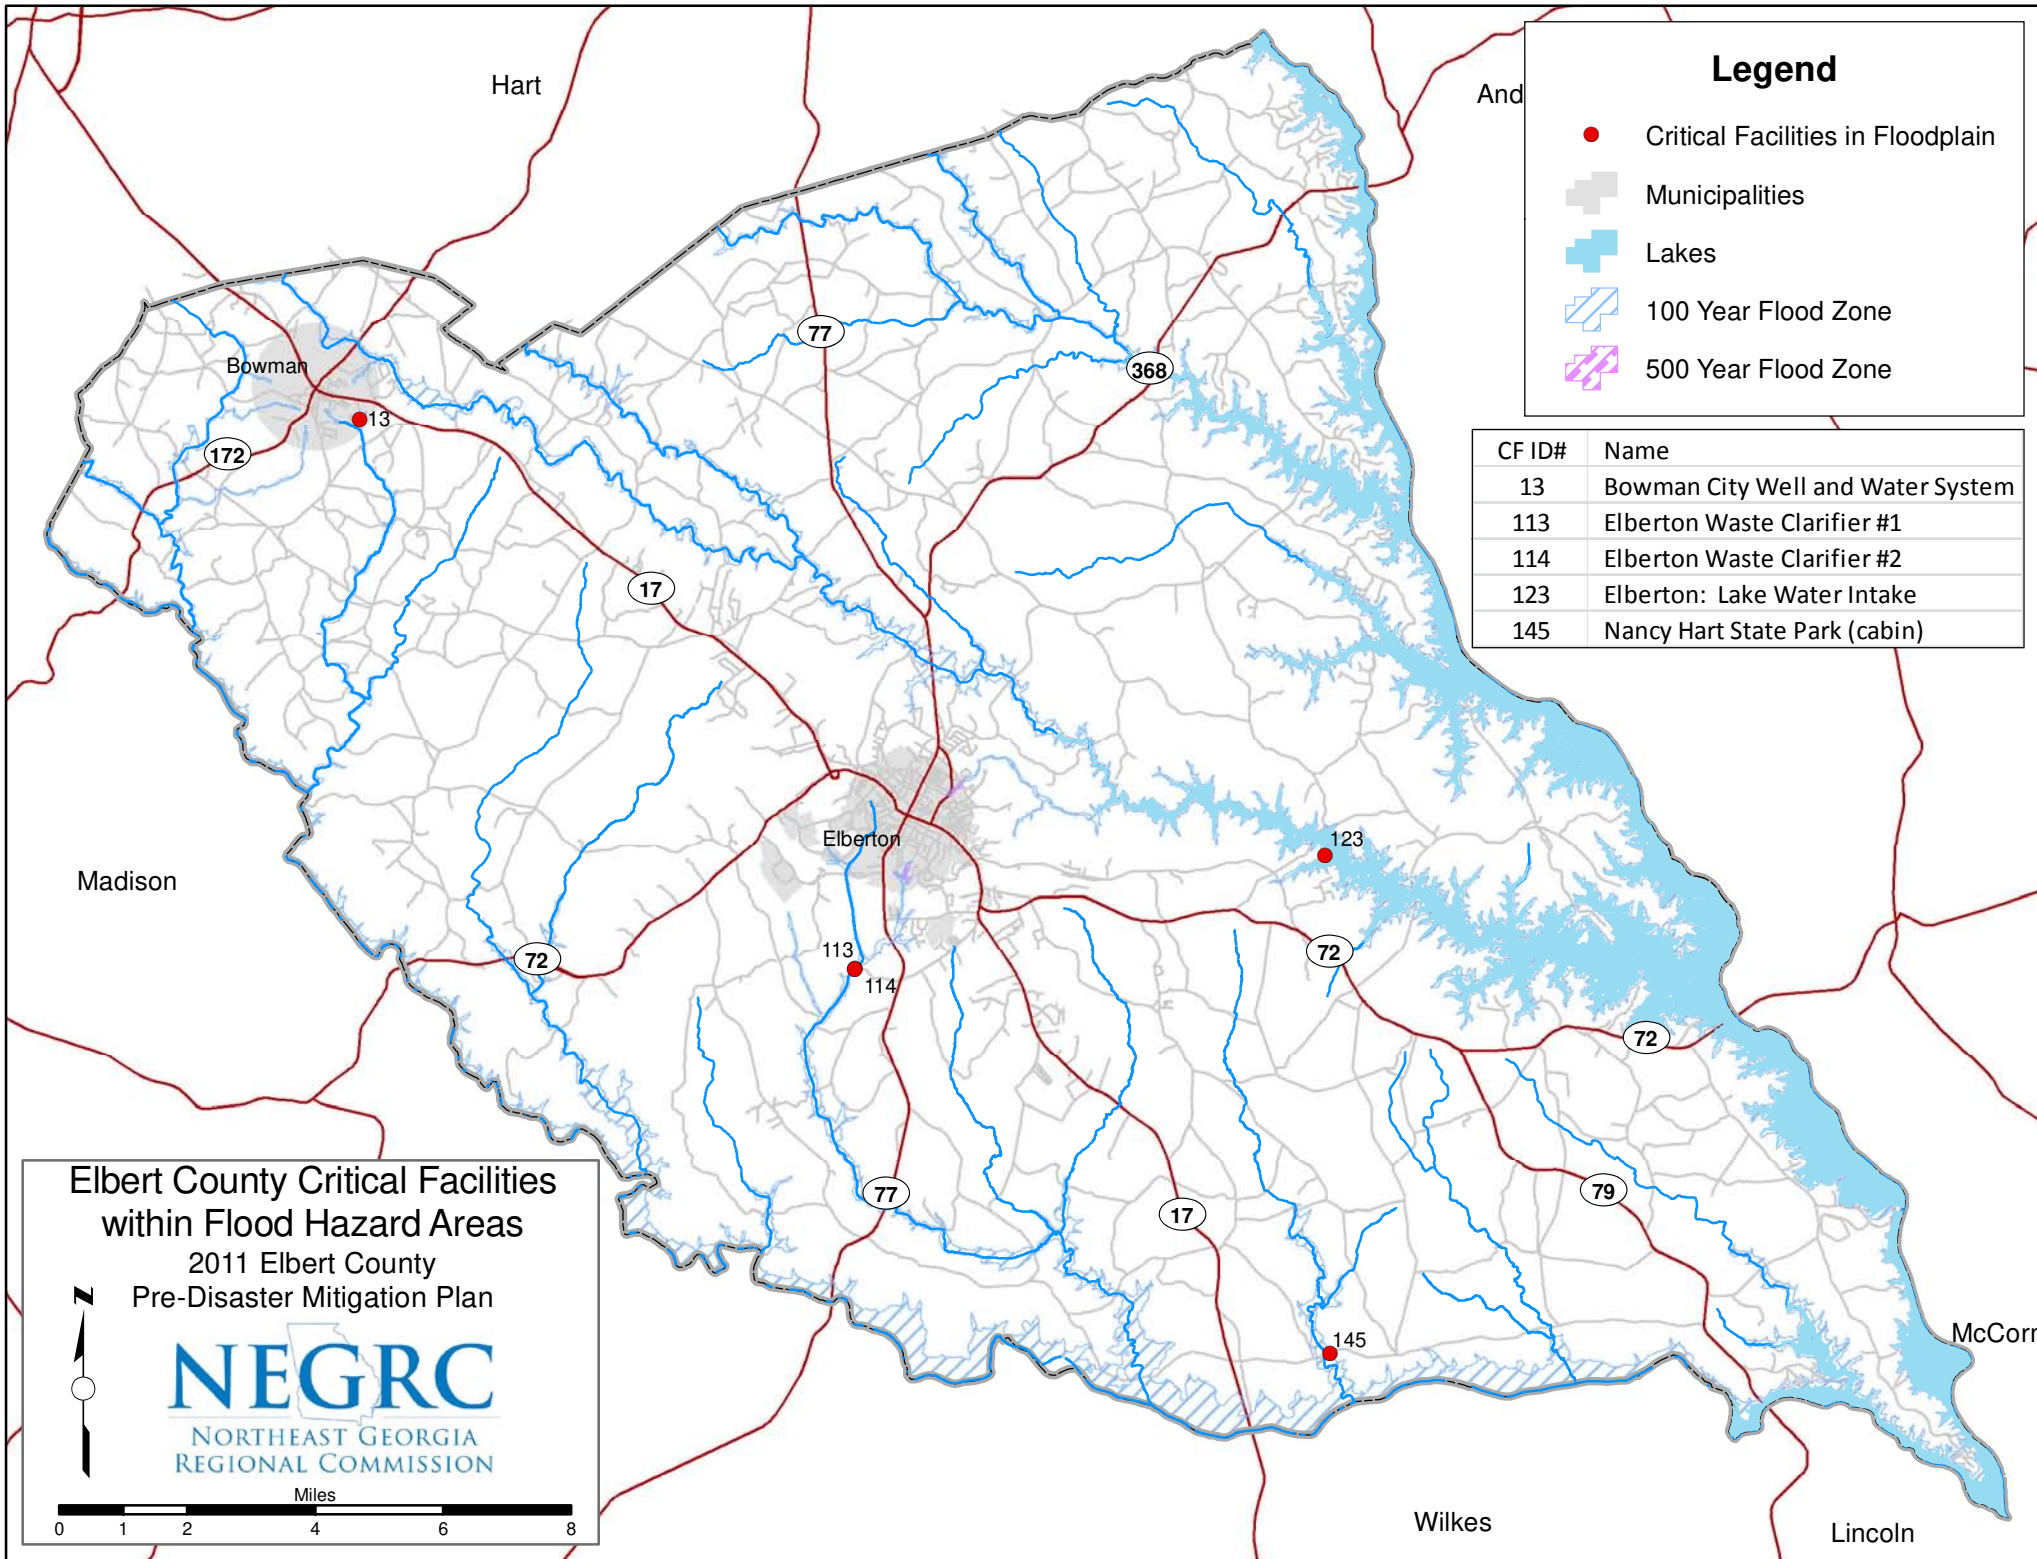 Hart
And
Legend
Critical Facilities in Floodplain
Municipalities
Lakes
100 Year Flood Zone
500 Year Flood Zone
CF ID# Name
13 Bowman City Well and Water System
113 Elberton Waste Clarifier #1
114 Elberton Waste Clarifier #2
123 Elberton: Lake Water Intake
145 Nancy Hart State Park (cabin)
77
368
Bowman
13
172
17
Elberton
123
Madison
113
114
72
72
72
77
17
79
145
McCorm
Wilkes
Lincoln
Elbert County Critical Facilities
within Flood Hazard Areas
2011 Elbert County
Pre-Disaster Mitigation Plan
N
NEGRC
NORTHEAST GEORGIA
REGIONAL COMMISSION
Miles
0 1 2 4 6 8